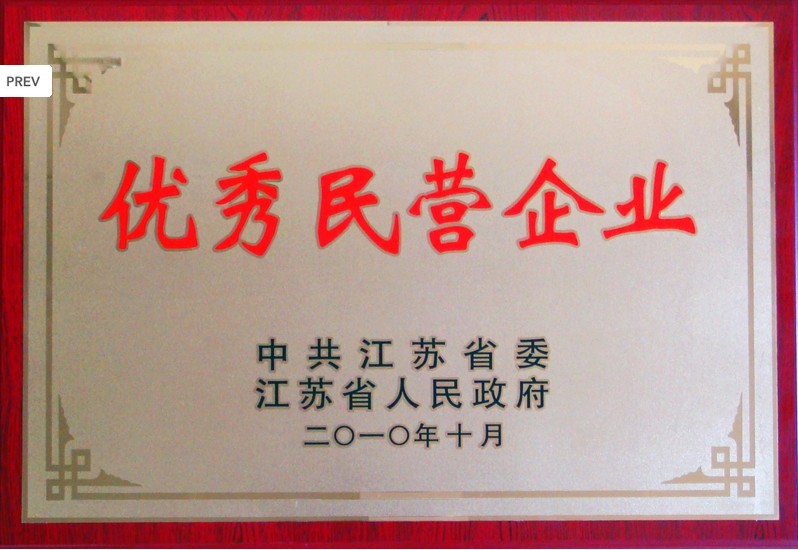 PREV
优秀民营企业
中共江苏省委
江苏省人民政府
二〇一〇年十月